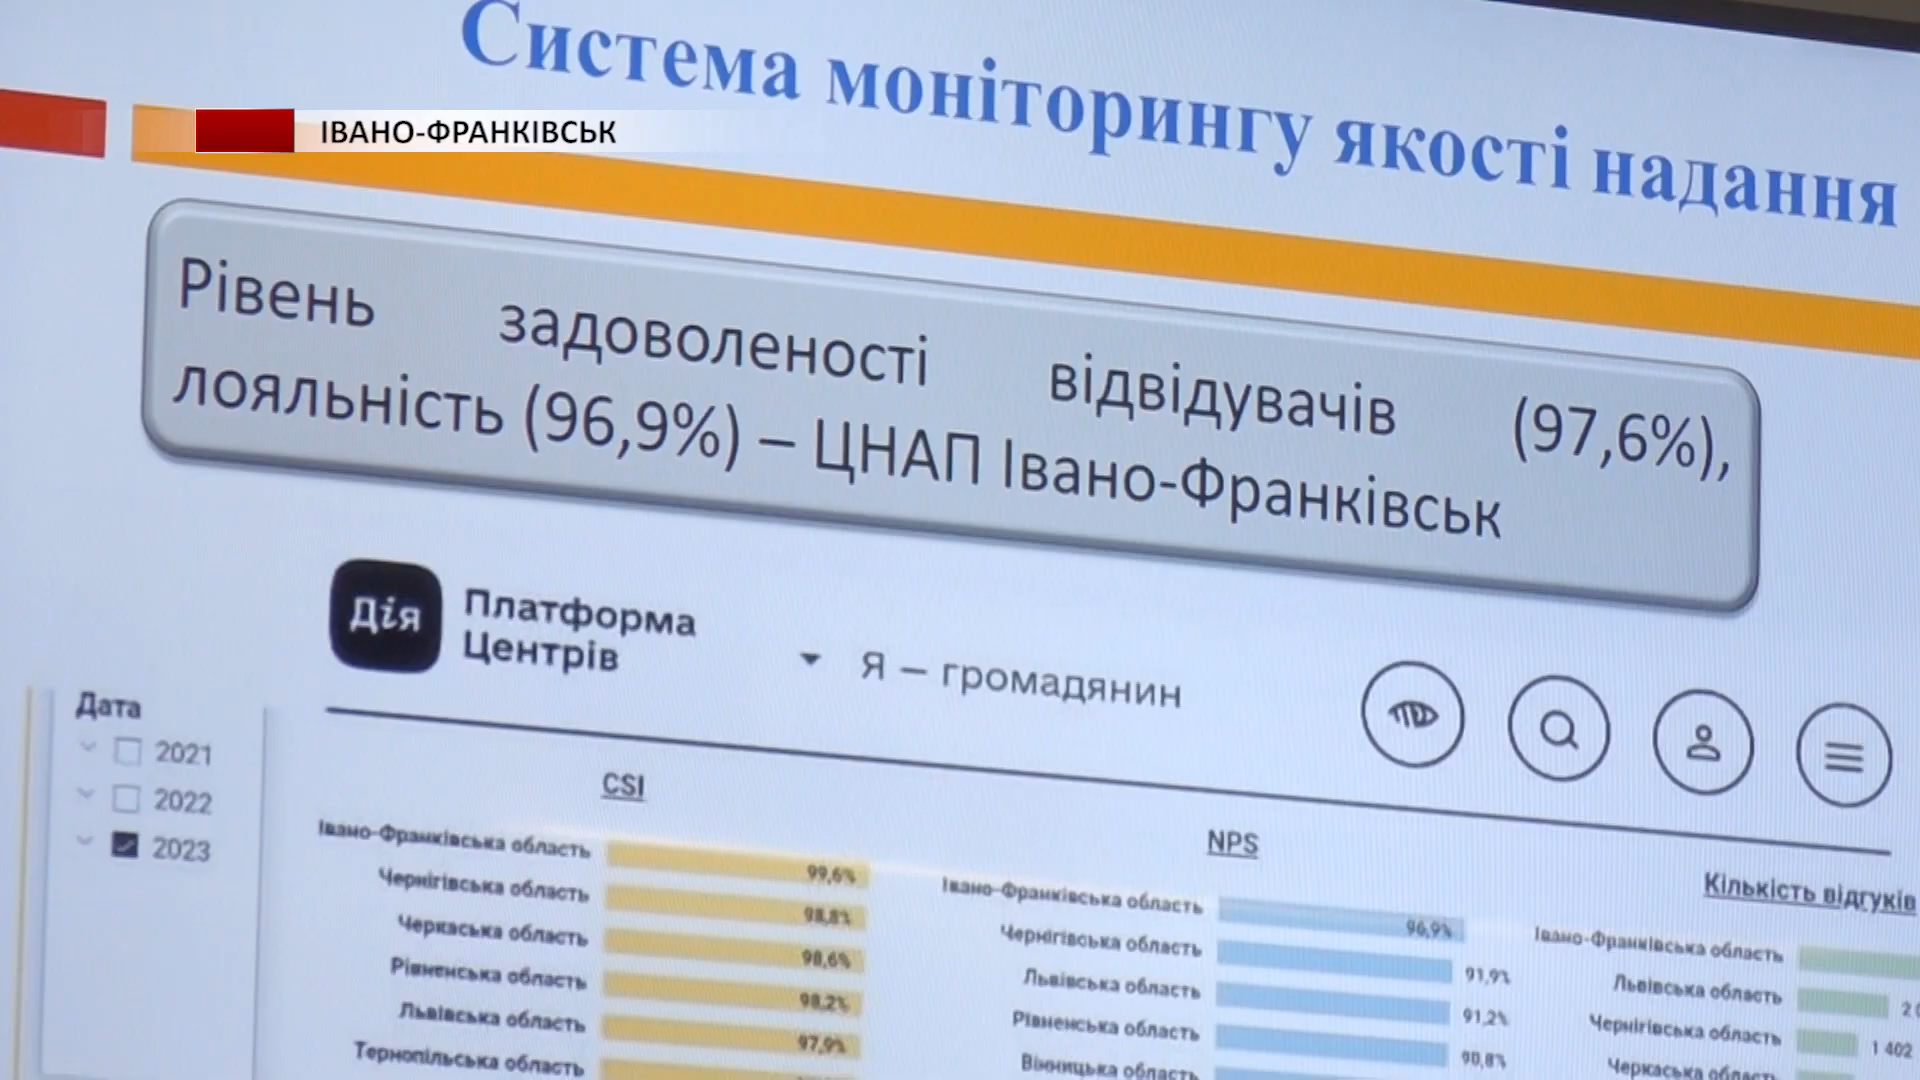 Система моніторингу якості надання
ІВАНО-ФРАНКІВСЬК
Рівень задоволеності відвідувачів (97,6%),
лояльність (96,9%) – ЦНАП Івано-Франківськ
Дія
Платформа
Центрів
Я – громадянин
Дата
2021
2022
2023
CSI
Івано-Франківська область 99,6%
Чернігівська область 98,8%
Черкаська область 98,6%
Рівненська область 98,2%
Львівська область 97,9%
Тернопільська область
NPS
Івано-Франківська область 96,9%
Чернігівська область 91,9%
Львівська область 91,2%
Рівненська область 90,8%
Вінницька область
Кількість відгуків
Івано-Франківська область
Львівська область
Чернігівська область 1 402
Черкаська область